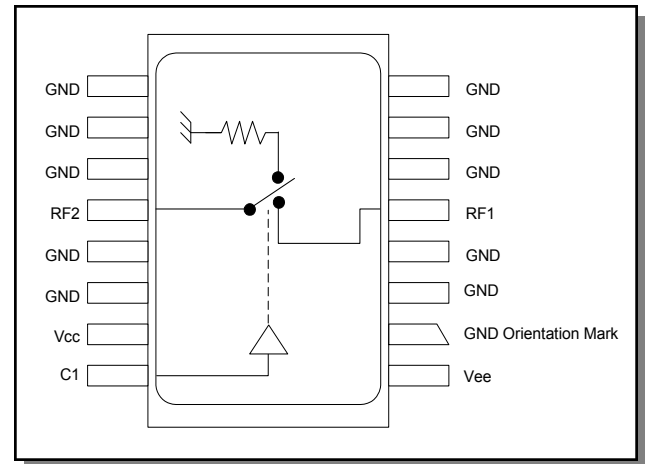 GND GND
GND GND
GND GND
RF2 RF1
GND GND
GND GND
Vcc GND Orientation Mark
C1 Vee